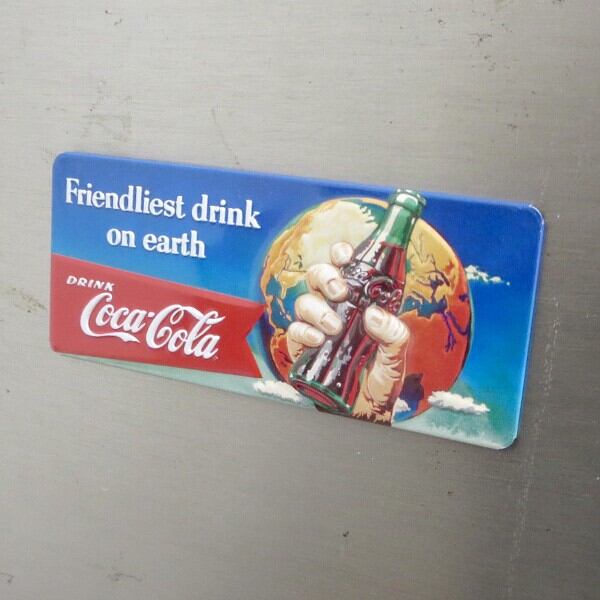 Friendliest drink
on earth
DRINK
Coca-Cola